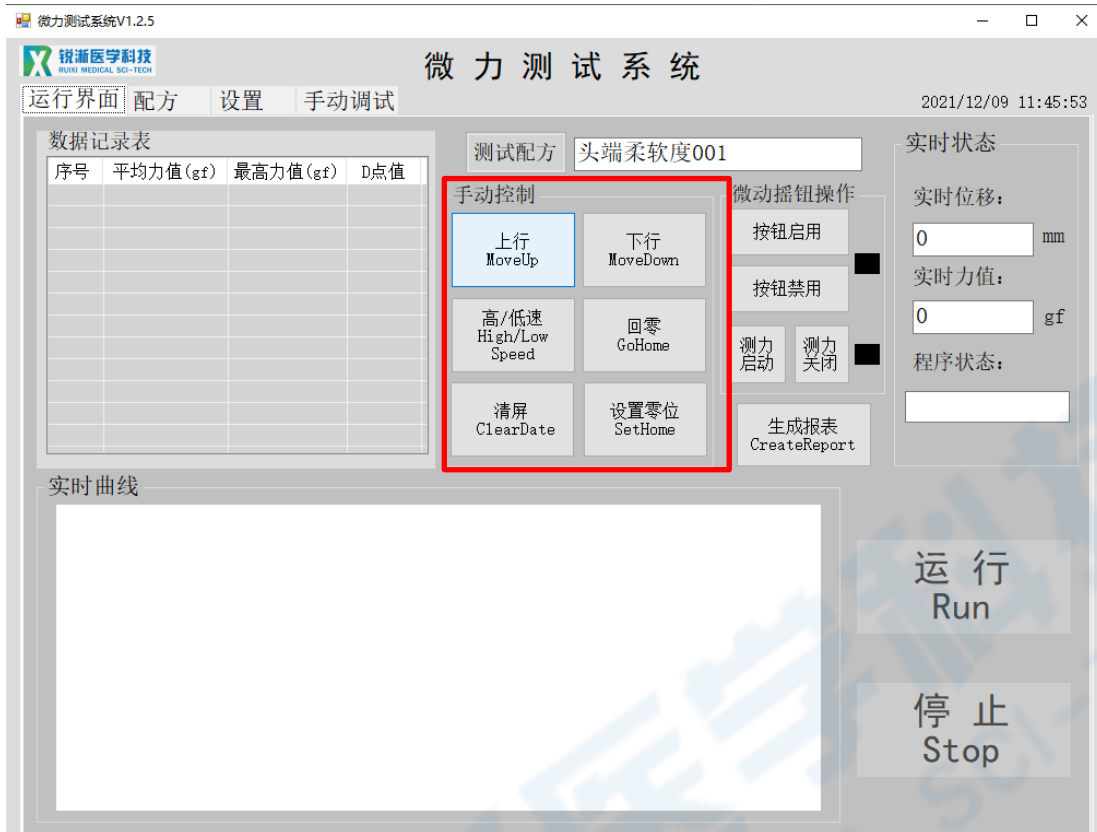 微力测试系统V1.2.5
锐浙医学科技
RUIXI MEDICAL SCI-TECH
微 力 测 试 系 统
运行界面 配方 设置 手动调试
2021/12/09 11:45:53
数据记录表
序号 平均力值(gf) 最高力值(gf) D点值
测试配方 头端柔软度001
手动控制
上行
MoveUp
下行
MoveDown
高/低速
High/Low
Speed
回零
GoHome
清屏
ClearDate
设置零位
SetHome
微动摇钮操作
按钮启用
按钮禁用
测力
启动
测力
关闭
生成报表
CreateReport
实时状态
实时位移:
0 mm
实时力值:
0 gf
程序状态:
实时曲线
运 行
Run
停 止
Stop
医学科技
SCI-